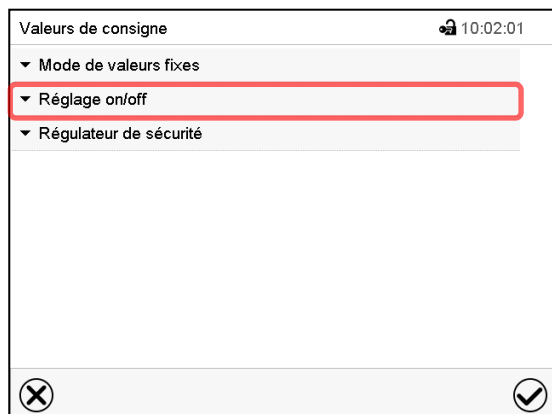 Valeurs de consigne 10:02:01
Mode de valeurs fixes
Réglage on/off
Régulateur de sécurité